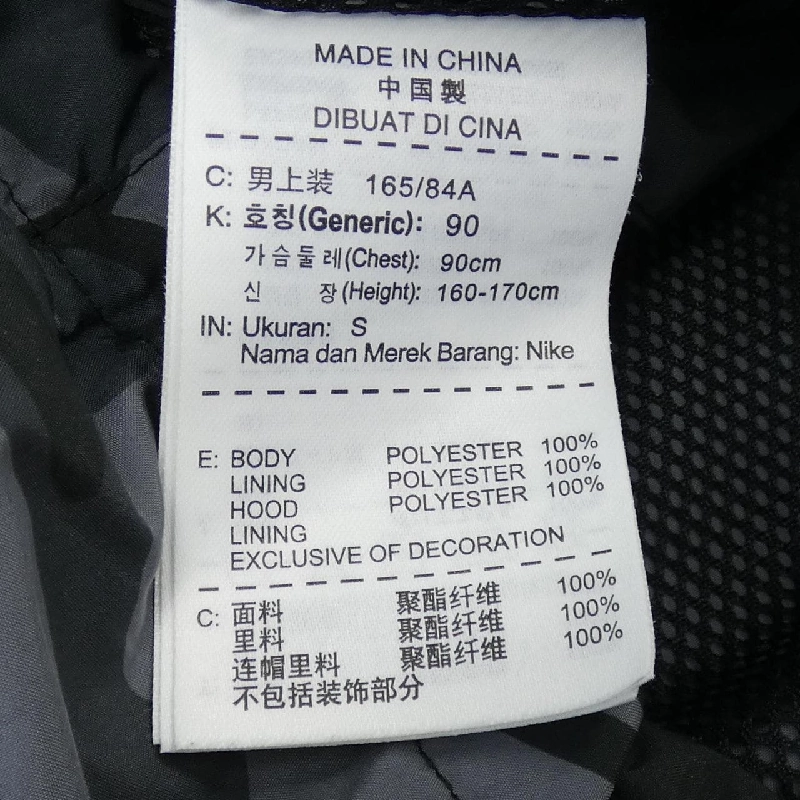 MADE IN CHINA
中国製
DIBUAT DI CINA
C: 男上装 165/84A
K: 호칭(Generic): 90
가슴둘레(Chest): 90cm
신 장(Height): 160-170cm
IN: Ukuran: S
Nama dan Merek Barang: Nike
E: BODY POLYESTER 100%
LINING POLYESTER 100%
HOOD POLYESTER 100%
LINING
EXCLUSIVE OF DECORATION
C: 面料 聚酯纤维 100%
里料 聚酯纤维 100%
连帽里料 聚酯纤维 100%
不包括装饰部分